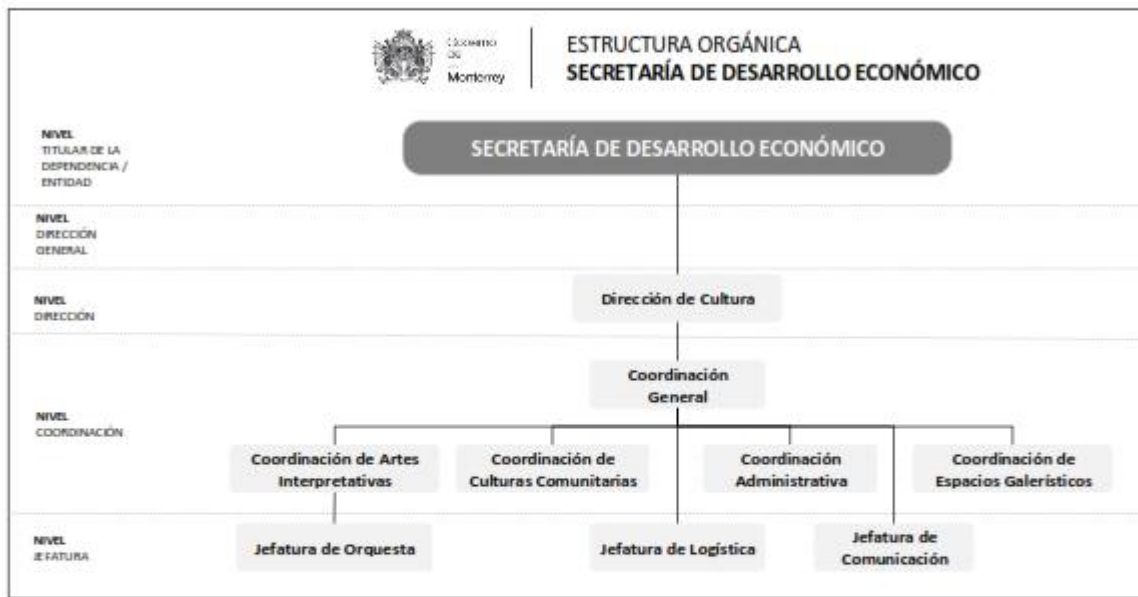 Gobierno
DE
Monterrey
ESTRUCTURA ORGÁNICA
SECRETARÍA DE DESARROLLO ECONÓMICO
NIVEL
TITULAR DE LA
DEPENDENCIA /
ENTIDAD
SECRETARÍA DE DESARROLLO ECONÓMICO
NIVEL
DIRECCIÓN
GENERAL
NIVEL
DIRECCIÓN
Dirección de Cultura
Coordinación
General
NIVEL
COORDINACIÓN
Coordinación de Artes
Interpretativas
Coordinación de
Culturas Comunitarias
Coordinación
Administrativa
Coordinación de
Espacios Galerísticos
NIVEL
JEFATURA
Jefatura de Orquesta
Jefatura de Logística
Jefatura de
Comunicación